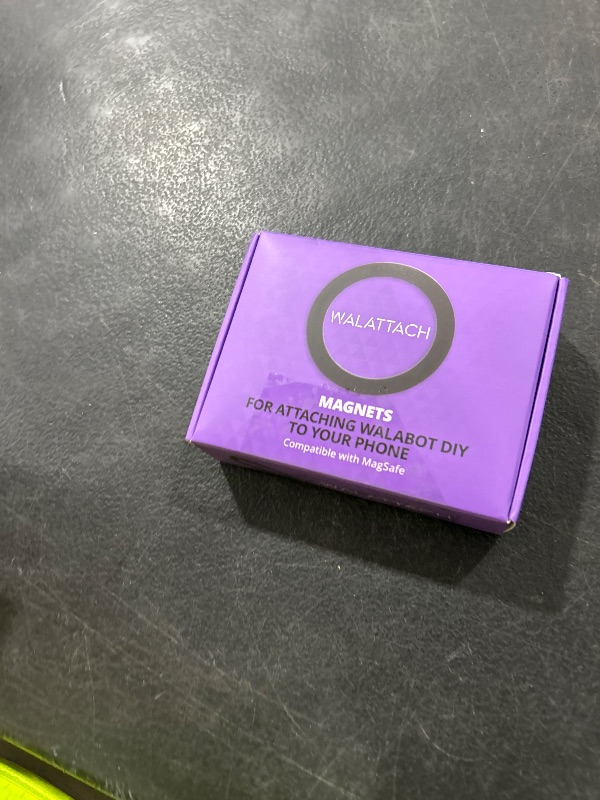 WALATTACH
MAGNETS
FOR ATTACHING WALABOT DIY
TO YOUR PHONE
Compatible with MagSafe